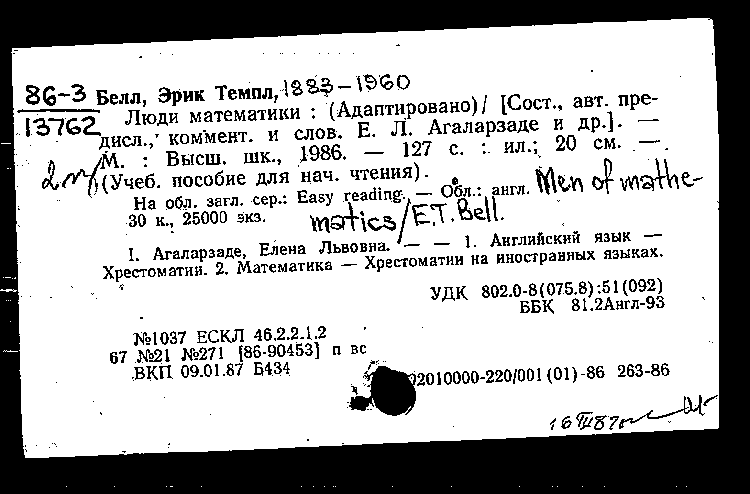 86-3
13762
2
Белл, Эрик Темпл, 1883-1960
Люди математики : (Адаптировано)/ [Сост., авт. пре-
дисл., коммент. и слов. Е. Л. Агаларзаде и др.]. —
М. : Высш. шк., 1986. — 127 с. : ил.; 20 см. —
(Учеб. пособие для нач. чтения).
На обл. загл. сер.: Easy reading. — Обл.: англ. Men of mathe-
30 к., 25000 экз. matics/E.T. Bell.
I. Агаларзаде, Елена Львовна. — — 1. Английский язык —
Хрестоматии. 2. Математика — Хрестоматии на иностранных языках.
УДК 802.0-8(075.8):51(092)
ББК 81.2Англ-93
№1037 ЕСКЛ 46.2.2.1.2
67 №21 №271 [86-90453] п вс
ВКП 09.01.87 Б434
02010000-220/001(01)-86 263-86
16 III 87